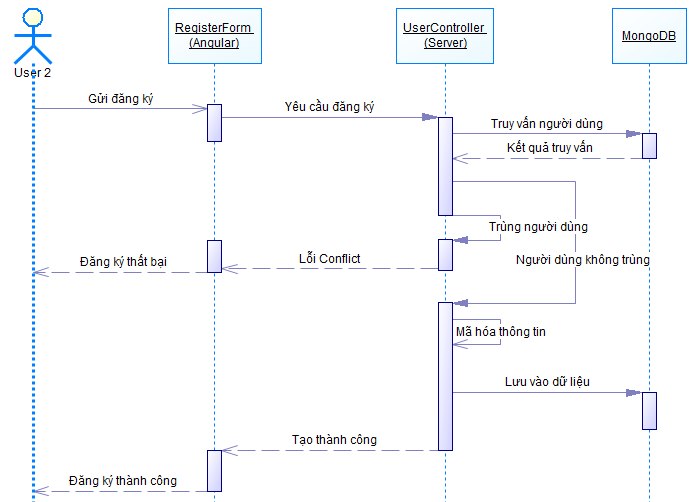 RegisterForm
(Angular)
UserController
(Server)
MongoDB
User 2
Gửi đăng ký
Yêu cầu đăng ký
Truy vấn người dùng
Kết quả truy vấn
Trùng người dùng
Người dùng không trùng
Lỗi Conflict
Đăng ký thất bại
Mã hóa thông tin
Lưu vào dữ liệu
Tạo thành công
Đăng ký thành công